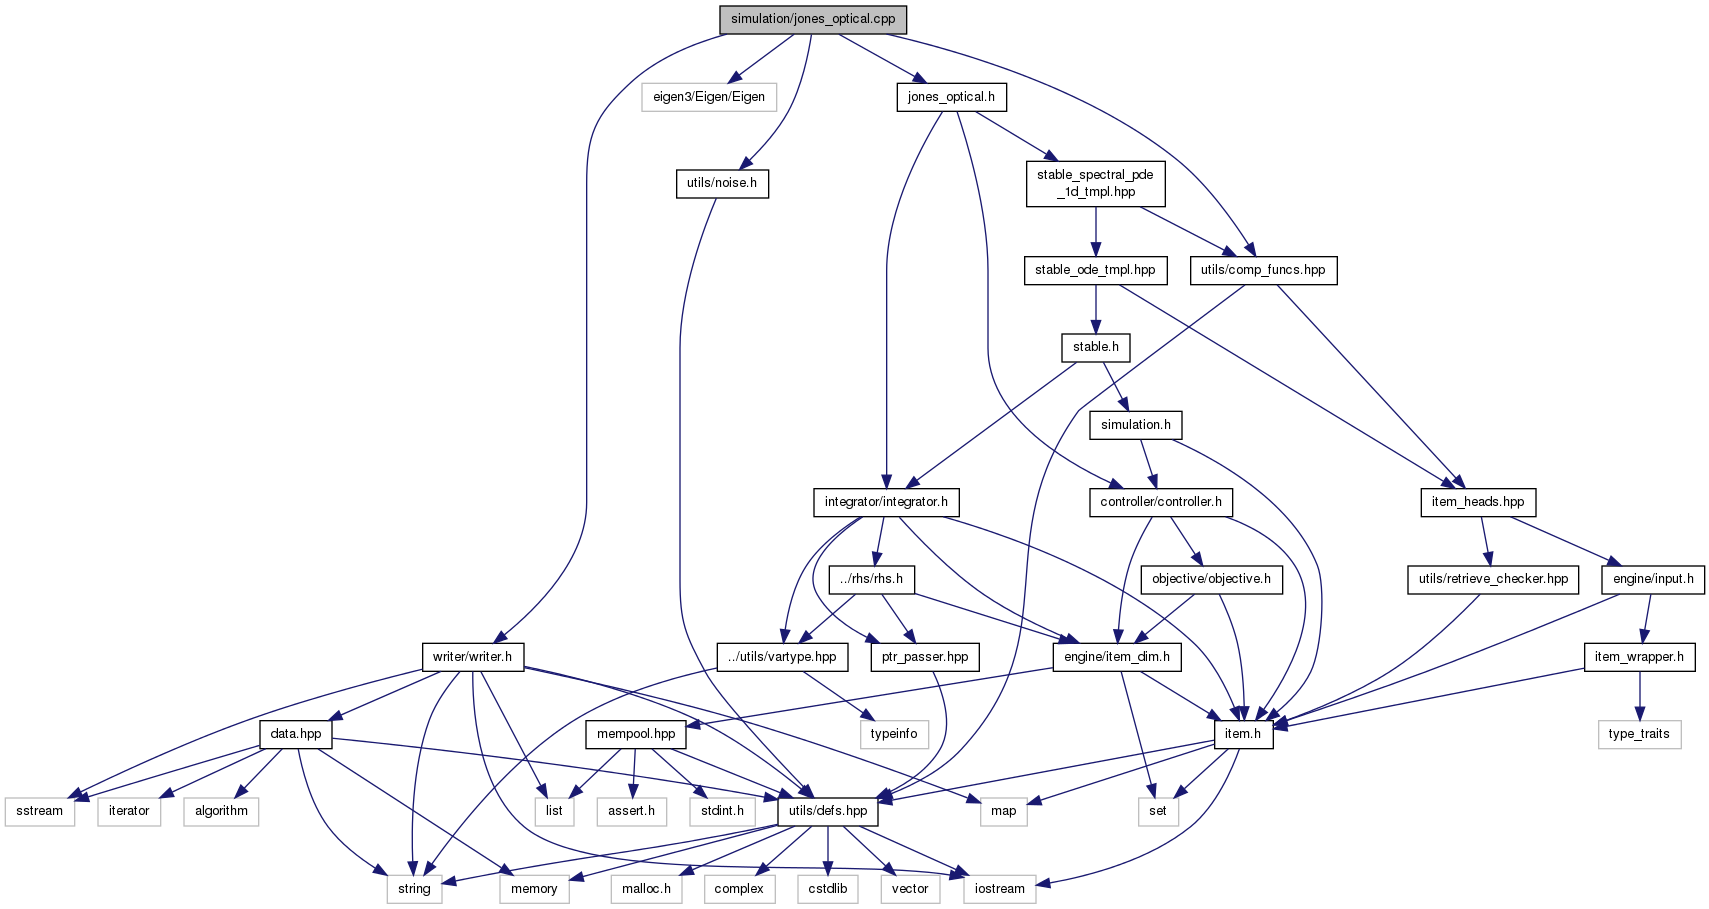 simulation/jones_optical.cpp
eigen3/Eigen/Eigen
jones_optical.h
stable_spectral_pde
_1d_tmpl.hpp
utils/noise.h
stable_ode_tmpl.hpp
utils/comp_funcs.hpp
stable.h
simulation.h
integrator/integrator.h
controller/controller.h
item_heads.hpp
../rhs/rhs.h
objective/objective.h
utils/retrieve_checker.hpp
engine/input.h
writer/writer.h
../utils/vartype.hpp
ptr_passer.hpp
engine/item_dim.h
item_wrapper.h
data.hpp
mempool.hpp
typeinfo
item.h
type_traits
sstream
iterator
algorithm
list
assert.h
stdint.h
utils/defs.hpp
map
set
string
memory
malloc.h
complex
cstdlib
vector
iostream